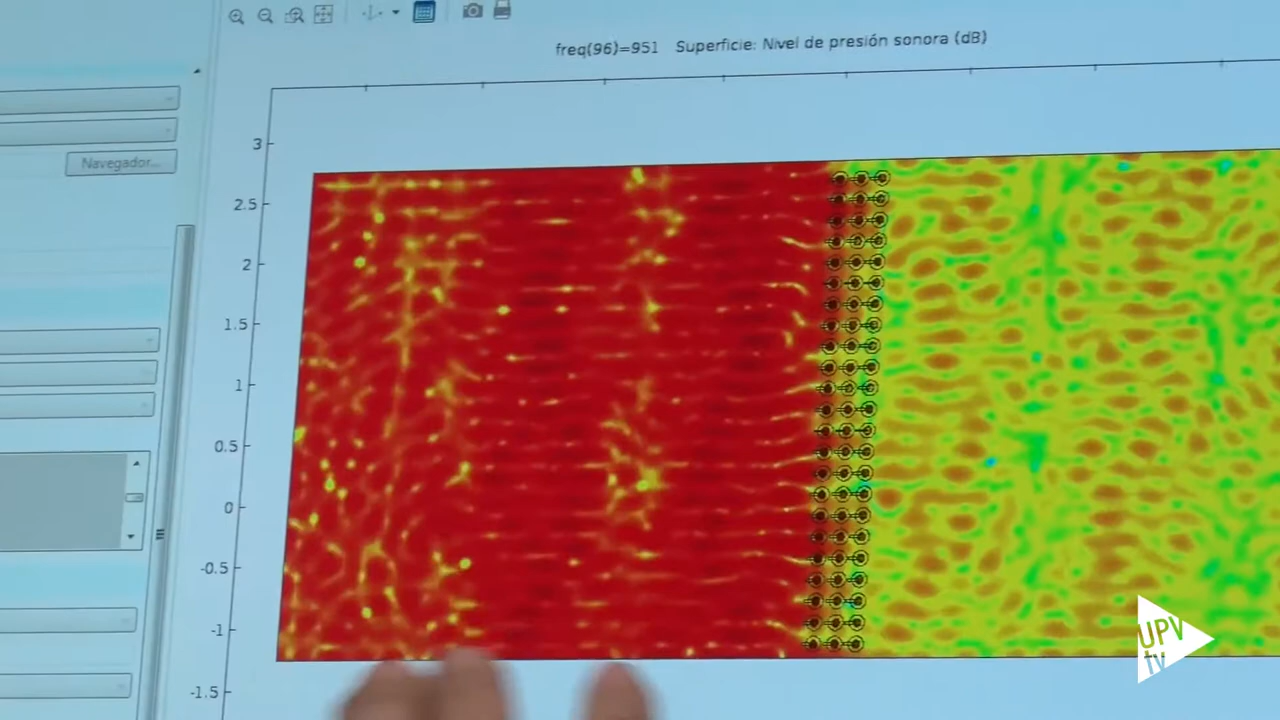 freq(96)=951 Superficie: Nivel de presión sonora (dB)
Navegador...
3
2.5
2
1.5
1
0.5
0
-0.5
-1
-1.5
UPV
tv